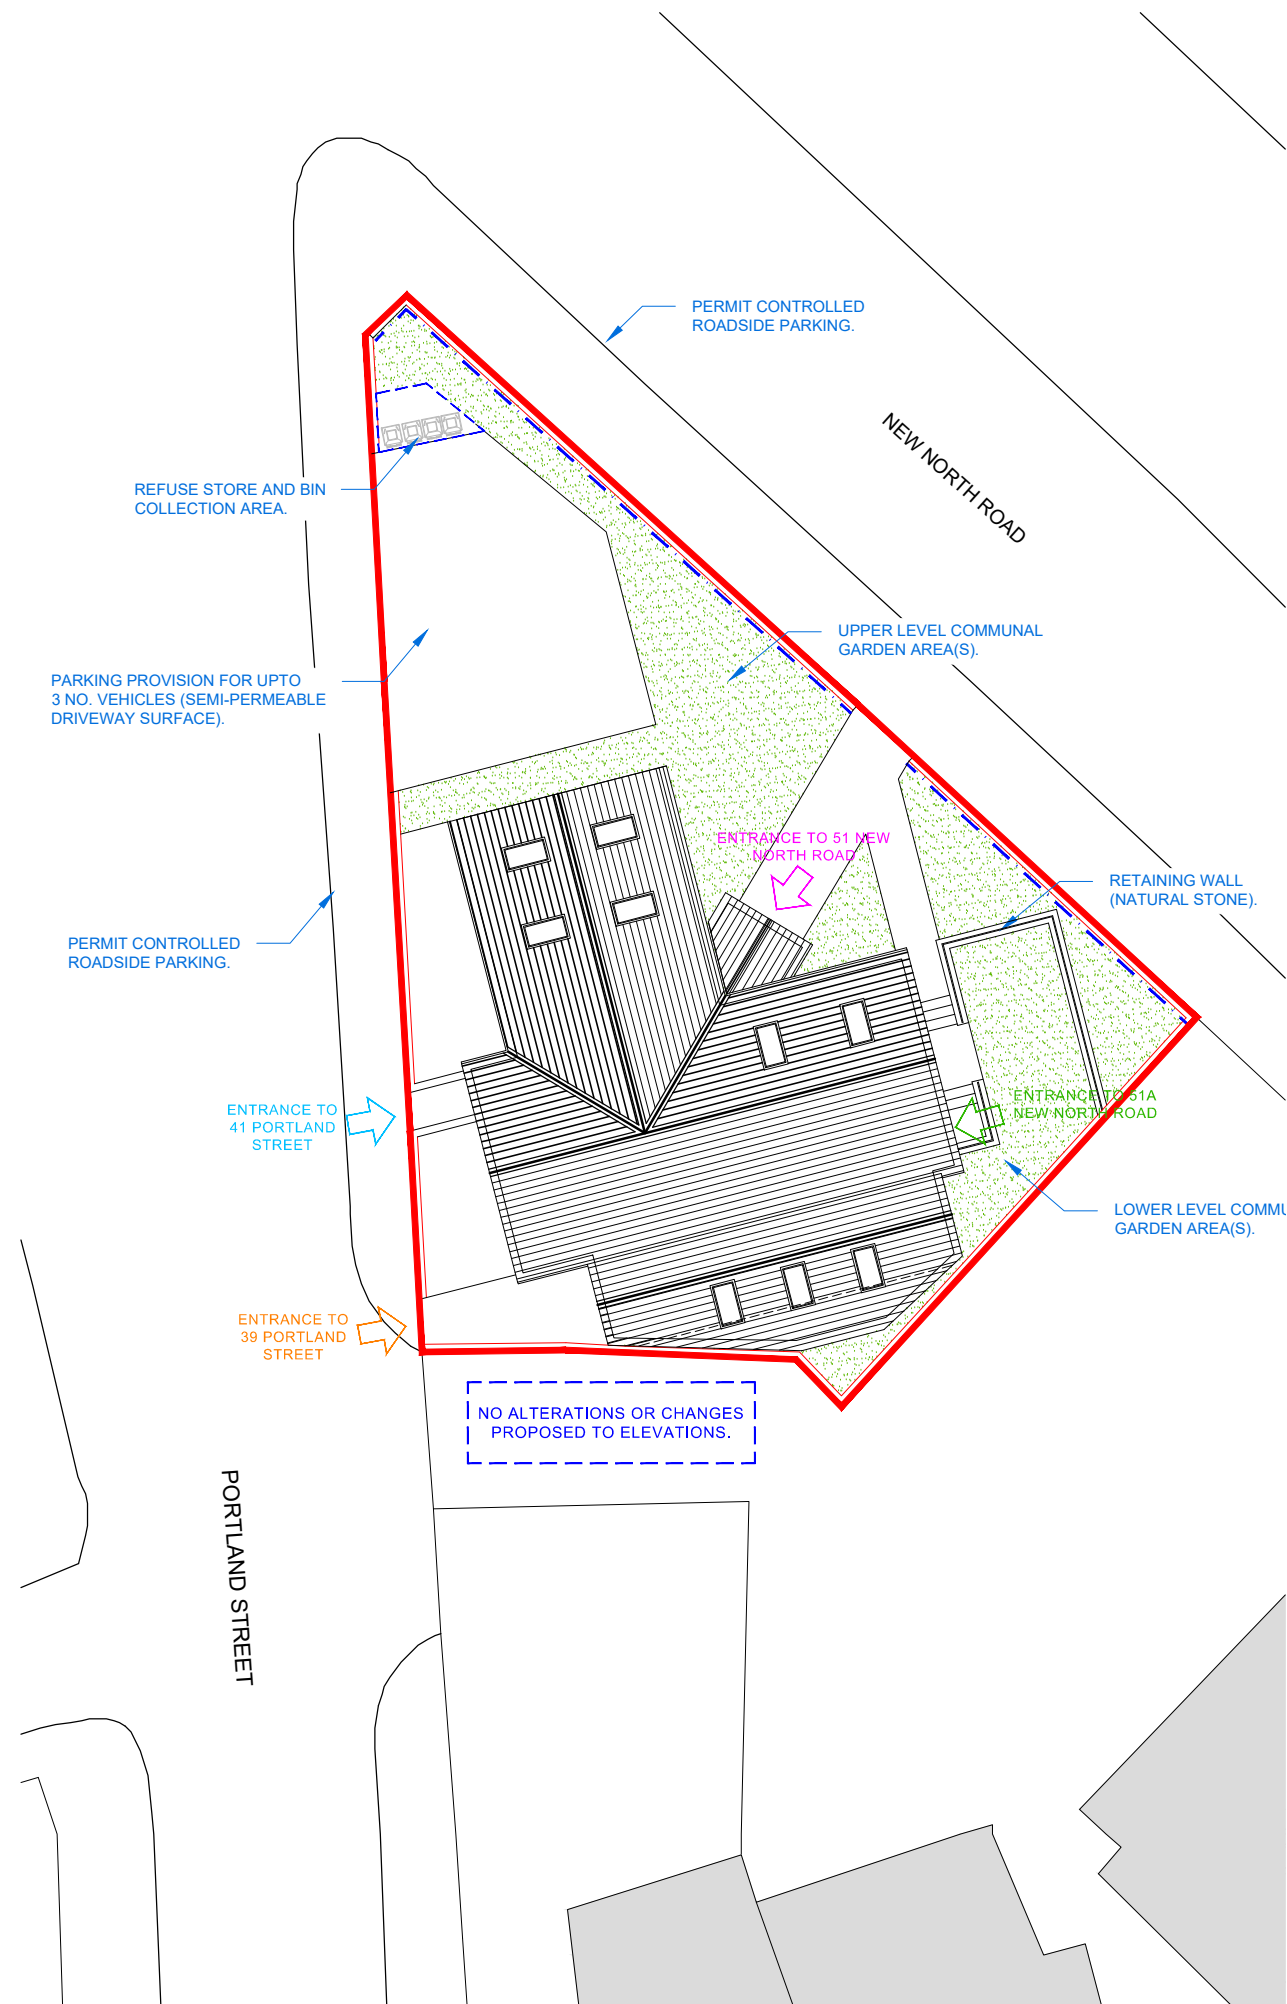 PERMIT CONTROLLED
ROADSIDE PARKING.
NEW NORTH ROAD
REFUSE STORE AND BIN
COLLECTION AREA.
UPPER LEVEL COMMUNAL
GARDEN AREA(S).
PARKING PROVISION FOR UPTO
3 NO. VEHICLES (SEMI-PERMEABLE
DRIVEWAY SURFACE).
ENTRANCE TO 51 NEW
NORTH ROAD
RETAINING WALL
(NATURAL STONE).
PERMIT CONTROLLED
ROADSIDE PARKING.
ENTRANCE TO 51A
NEW NORTH ROAD
ENTRANCE TO
41 PORTLAND
STREET
LOWER LEVEL COMMU
GARDEN AREA(S).
ENTRANCE TO
39 PORTLAND
STREET
NO ALTERATIONS OR CHANGES
PROPOSED TO ELEVATIONS.
PORTLAND STREET